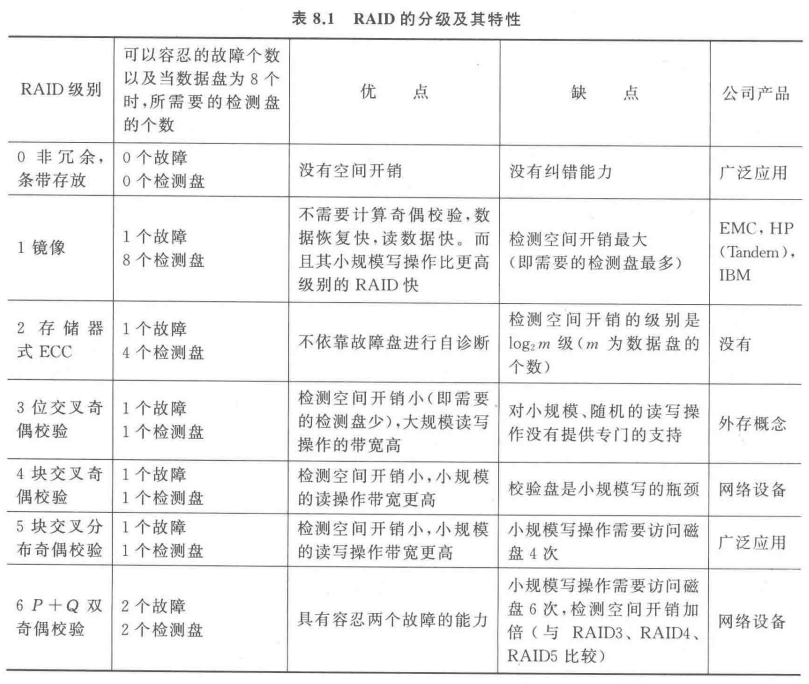 表 8.1 RAID 的分级及其特性
RAID 级别
可以容忍的故障个数
以及当数据盘为 8 个
时,所需要的检测盘
的个数
优 点
缺 点
公司产品
0 非冗余,
条带存放
0 个故障
0 个检测盘
没有空间开销
没有纠错能力
广泛应用
1 镜像
1 个故障
8 个检测盘
不需要计算奇偶校验,数
据恢复快,读数据快。而
且其小规模写操作比更高
级别的 RAID 快
检测空间开销最大
(即需要的检测盘最多)
EMC, HP
(Tandem),
IBM
2 存储器
式 ECC
1 个故障
4 个检测盘
不依靠故障盘进行自诊断
检测空间开销的级别是
log₂m 级(m 为数据盘的
个数)
没有
3 位交叉奇
偶校验
1 个故障
1 个检测盘
检测空间开销小(即需要
的检测盘少),大规模读写
操作的带宽高
对小规模、随机的读写操
作没有提供专门的支持
外存概念
4 块交叉奇
偶校验
1 个故障
1 个检测盘
检测空间开销小,小规模
的读操作带宽更高
校验盘是小规模写的瓶颈
网络设备
5 块交叉分
布奇偶校验
1 个故障
1 个检测盘
检测空间开销小,小规模
的读写操作带宽更高
小规模写操作需要访问磁
盘 4 次
广泛应用
6 P+Q 双
奇偶校验
2 个故障
2 个检测盘
具有容忍两个故障的能力
小规模写操作需要访问磁
盘 6 次,检测空间开销加
倍(与 RAID3、RAID4、
RAID5 比较)
网络设备